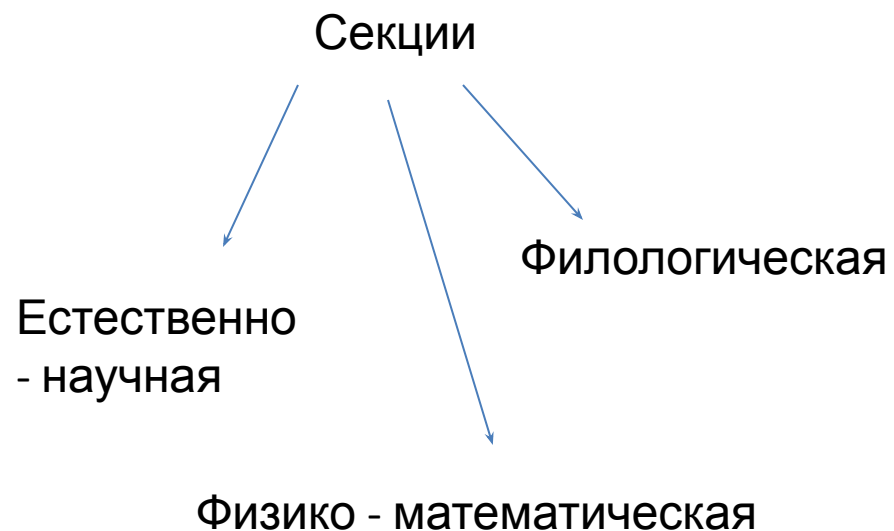 Секции
Филологическая
Естественно
- научная
Физико - математическая